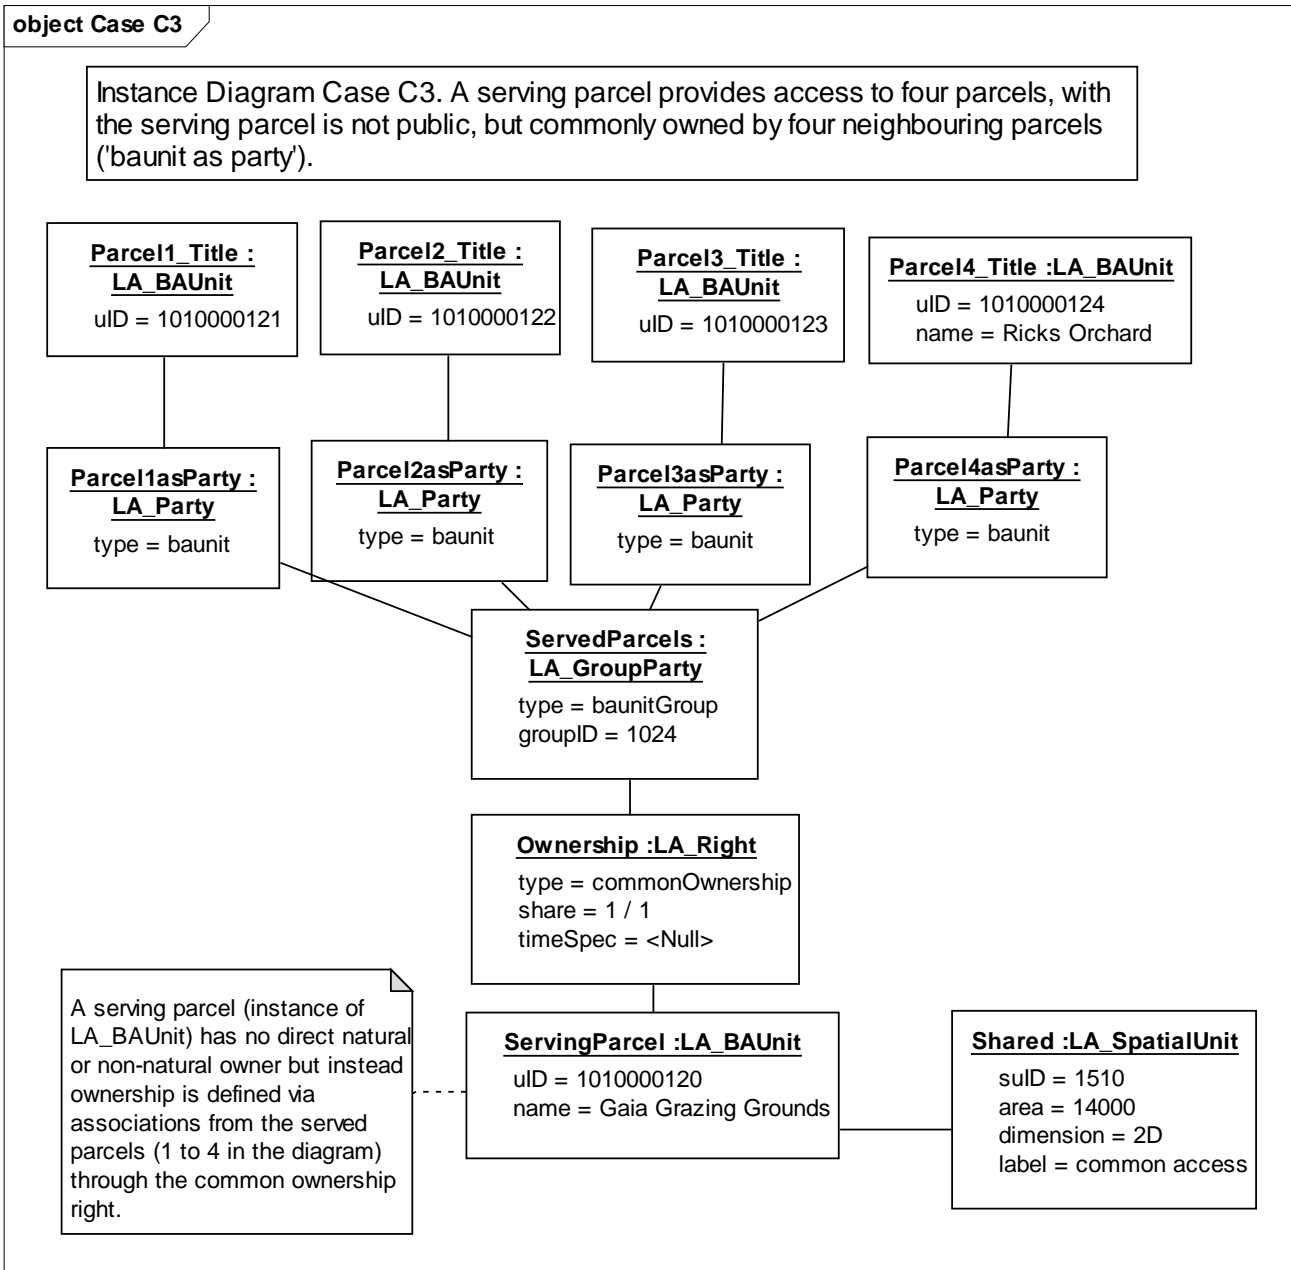 object Case C3
Instance Diagram Case C3. A serving parcel provides access to four parcels, with
the serving parcel is not public, but commonly owned by four neighbouring parcels
('baunit as party').
Parcel1_Title :
LA_BAUnit
uID = 1010000121
Parcel2_Title :
LA_BAUnit
uID = 1010000122
Parcel3_Title :
LA_BAUnit
uID = 1010000123
Parcel4_Title :LA_BAUnit
uID = 1010000124
name = Ricks Orchard
Parcel1asParty :
LA_Party
type = baunit
Parcel2asParty :
LA_Party
type = baunit
Parcel3asParty :
LA_Party
type = baunit
Parcel4asParty :
LA_Party
type = baunit
ServedParcels :
LA_GroupParty
type = baunitGroup
groupID = 1024
Ownership :LA_Right
type = commonOwnership
share = 1 / 1
timeSpec = <Null>
A serving parcel (instance of
LA_BAUnit) has no direct natural
or non-natural owner but instead
ownership is defined via
associations from the served
parcels (1 to 4 in the diagram)
through the common ownership
right.
ServingParcel :LA_BAUnit
uID = 1010000120
name = Gaia Grazing Grounds
Shared :LA_SpatialUnit
suID = 1510
area = 14000
dimension = 2D
label = common access